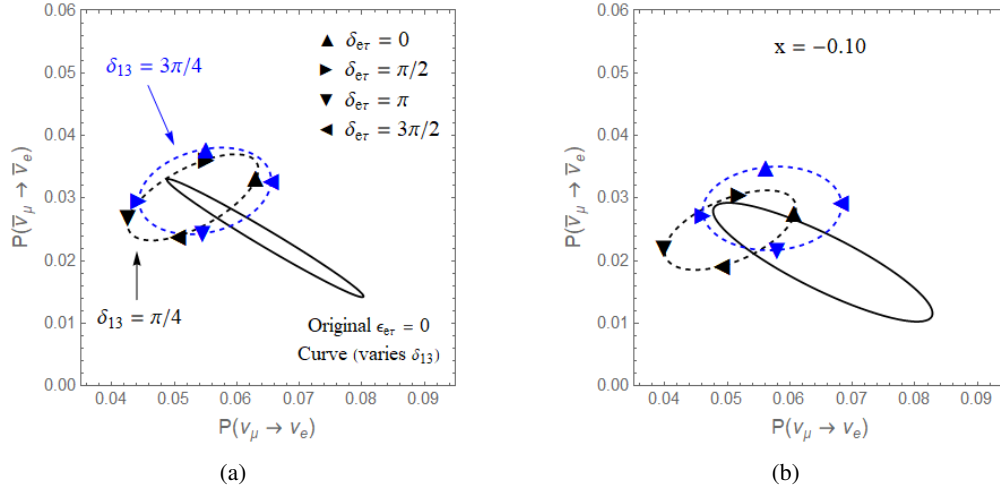 0.06
0.05
0.04
0.03
0.02
0.01
0.00
P(ν̅μ → ν̅e)
δ13 = 3π/4
▲ δeτ = 0
▶ δeτ = π/2
▼ δeτ = π
◀ δeτ = 3π/2
δ13 = π/4
Original ϵeτ = 0
Curve (varies δ13)
0.04 0.05 0.06 0.07 0.08 0.09
P(νμ → νe)
(a)
0.06
0.05
0.04
0.03
0.02
0.01
0.00
P(ν̅μ → ν̅e)
x = −0.10
0.04 0.05 0.06 0.07 0.08 0.09
P(νμ → νe)
(b)